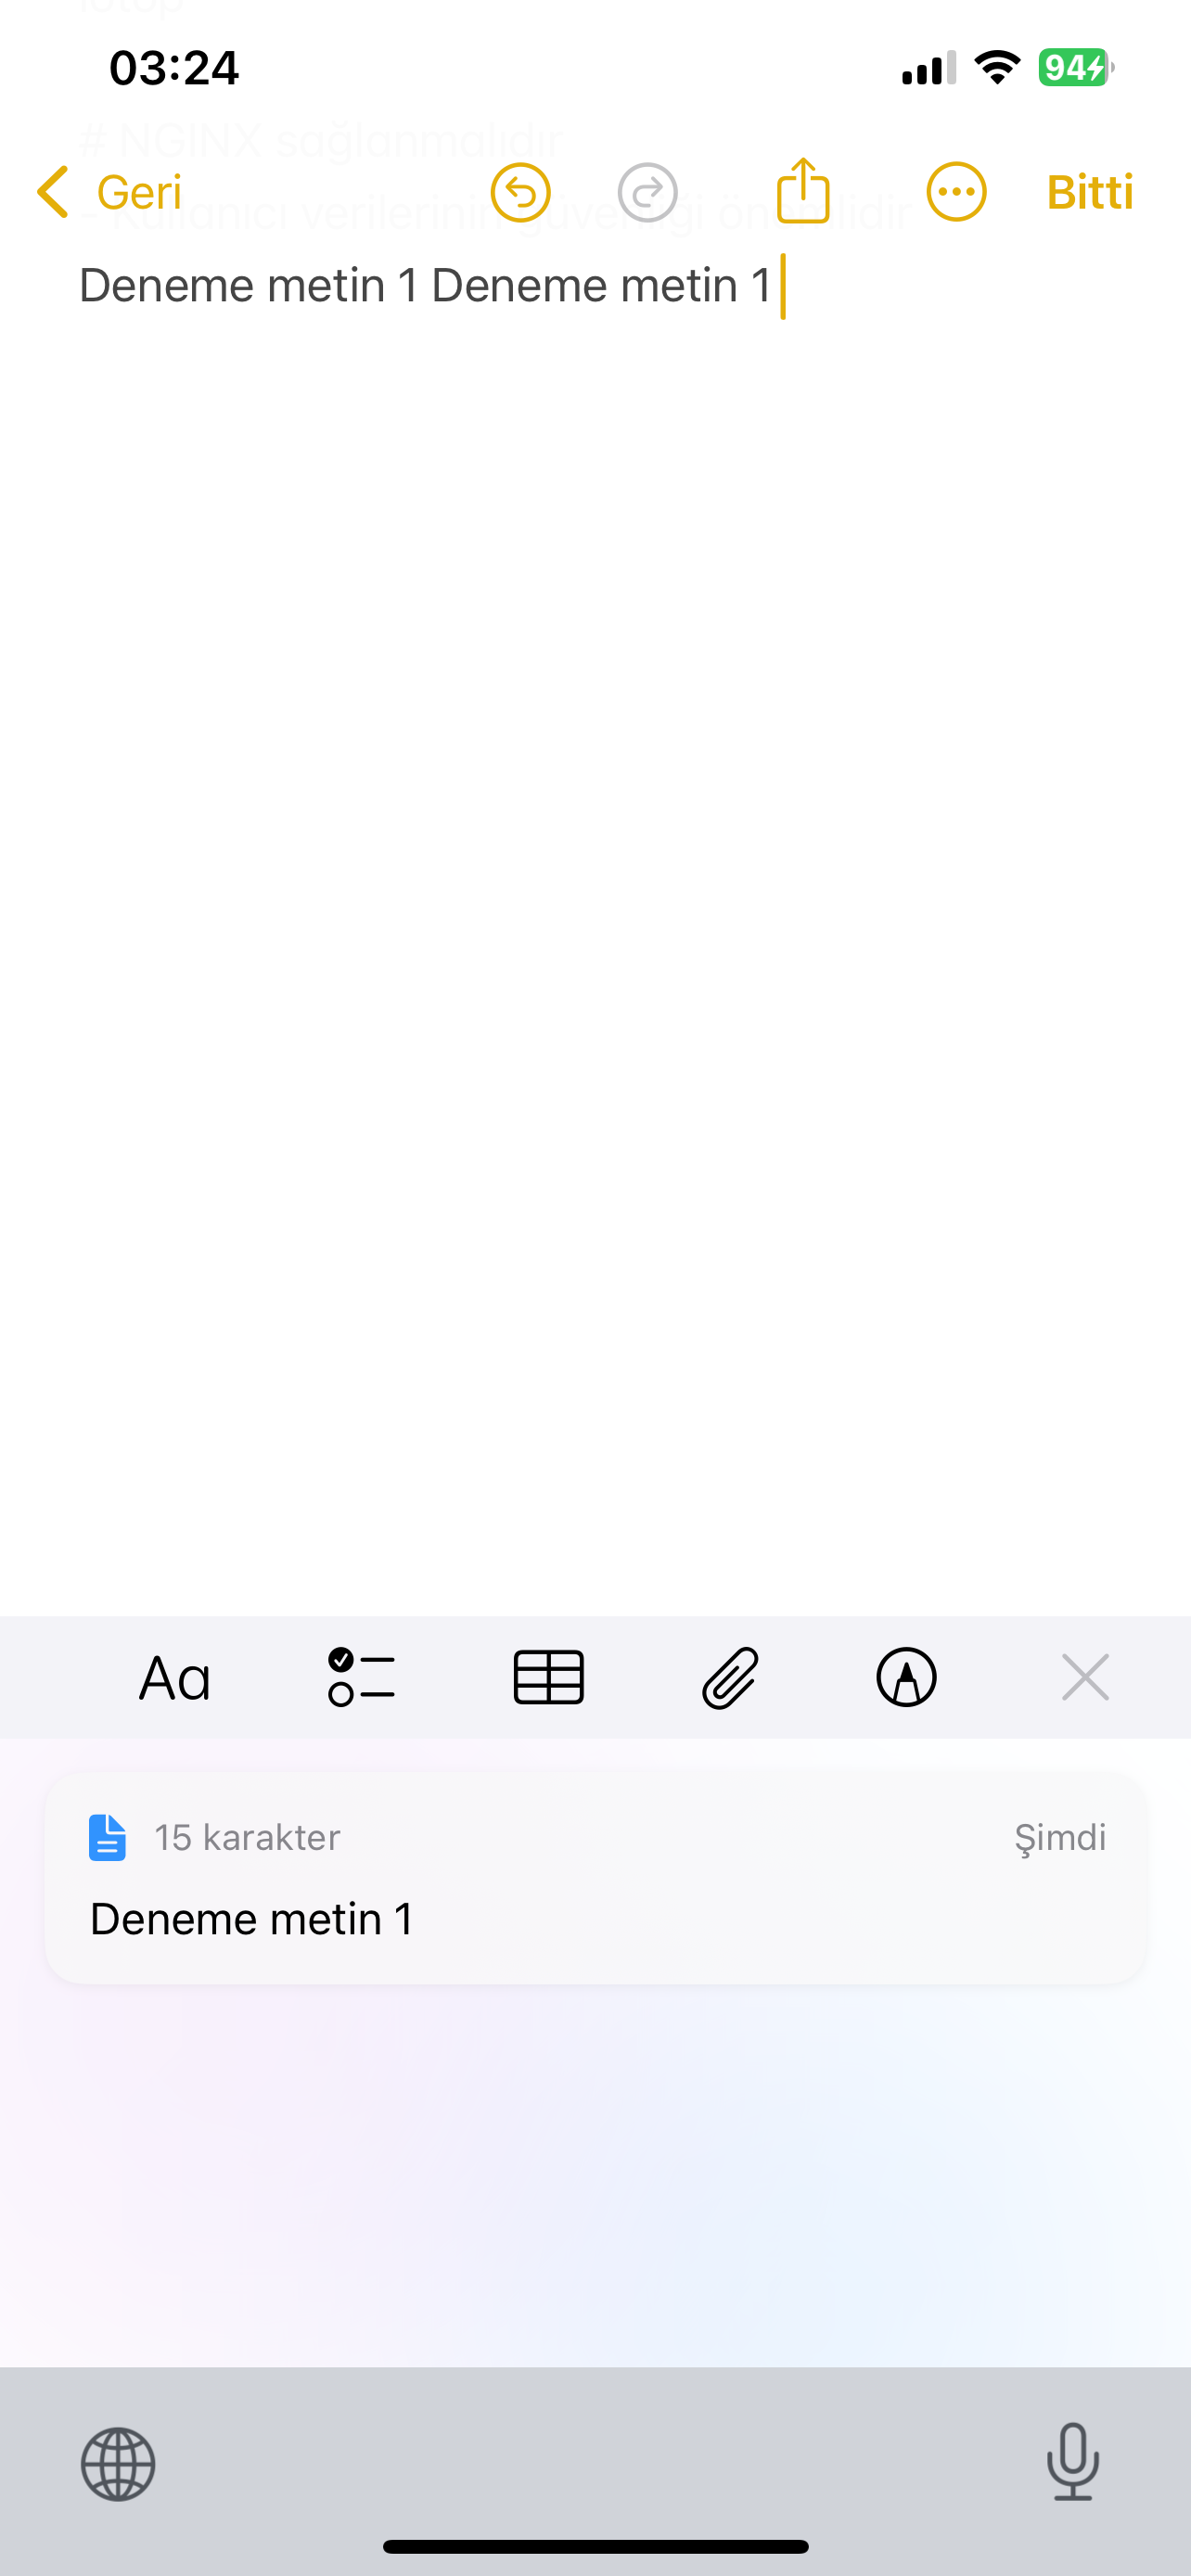 03:24
94
# NGINX sağlanmalıdır
Geri
Bitti
- Kullanıcı verilerinin güvenliği önemlidir
Deneme metin 1 Deneme metin 1
Aa
15 karakter
Şimdi
Deneme metin 1